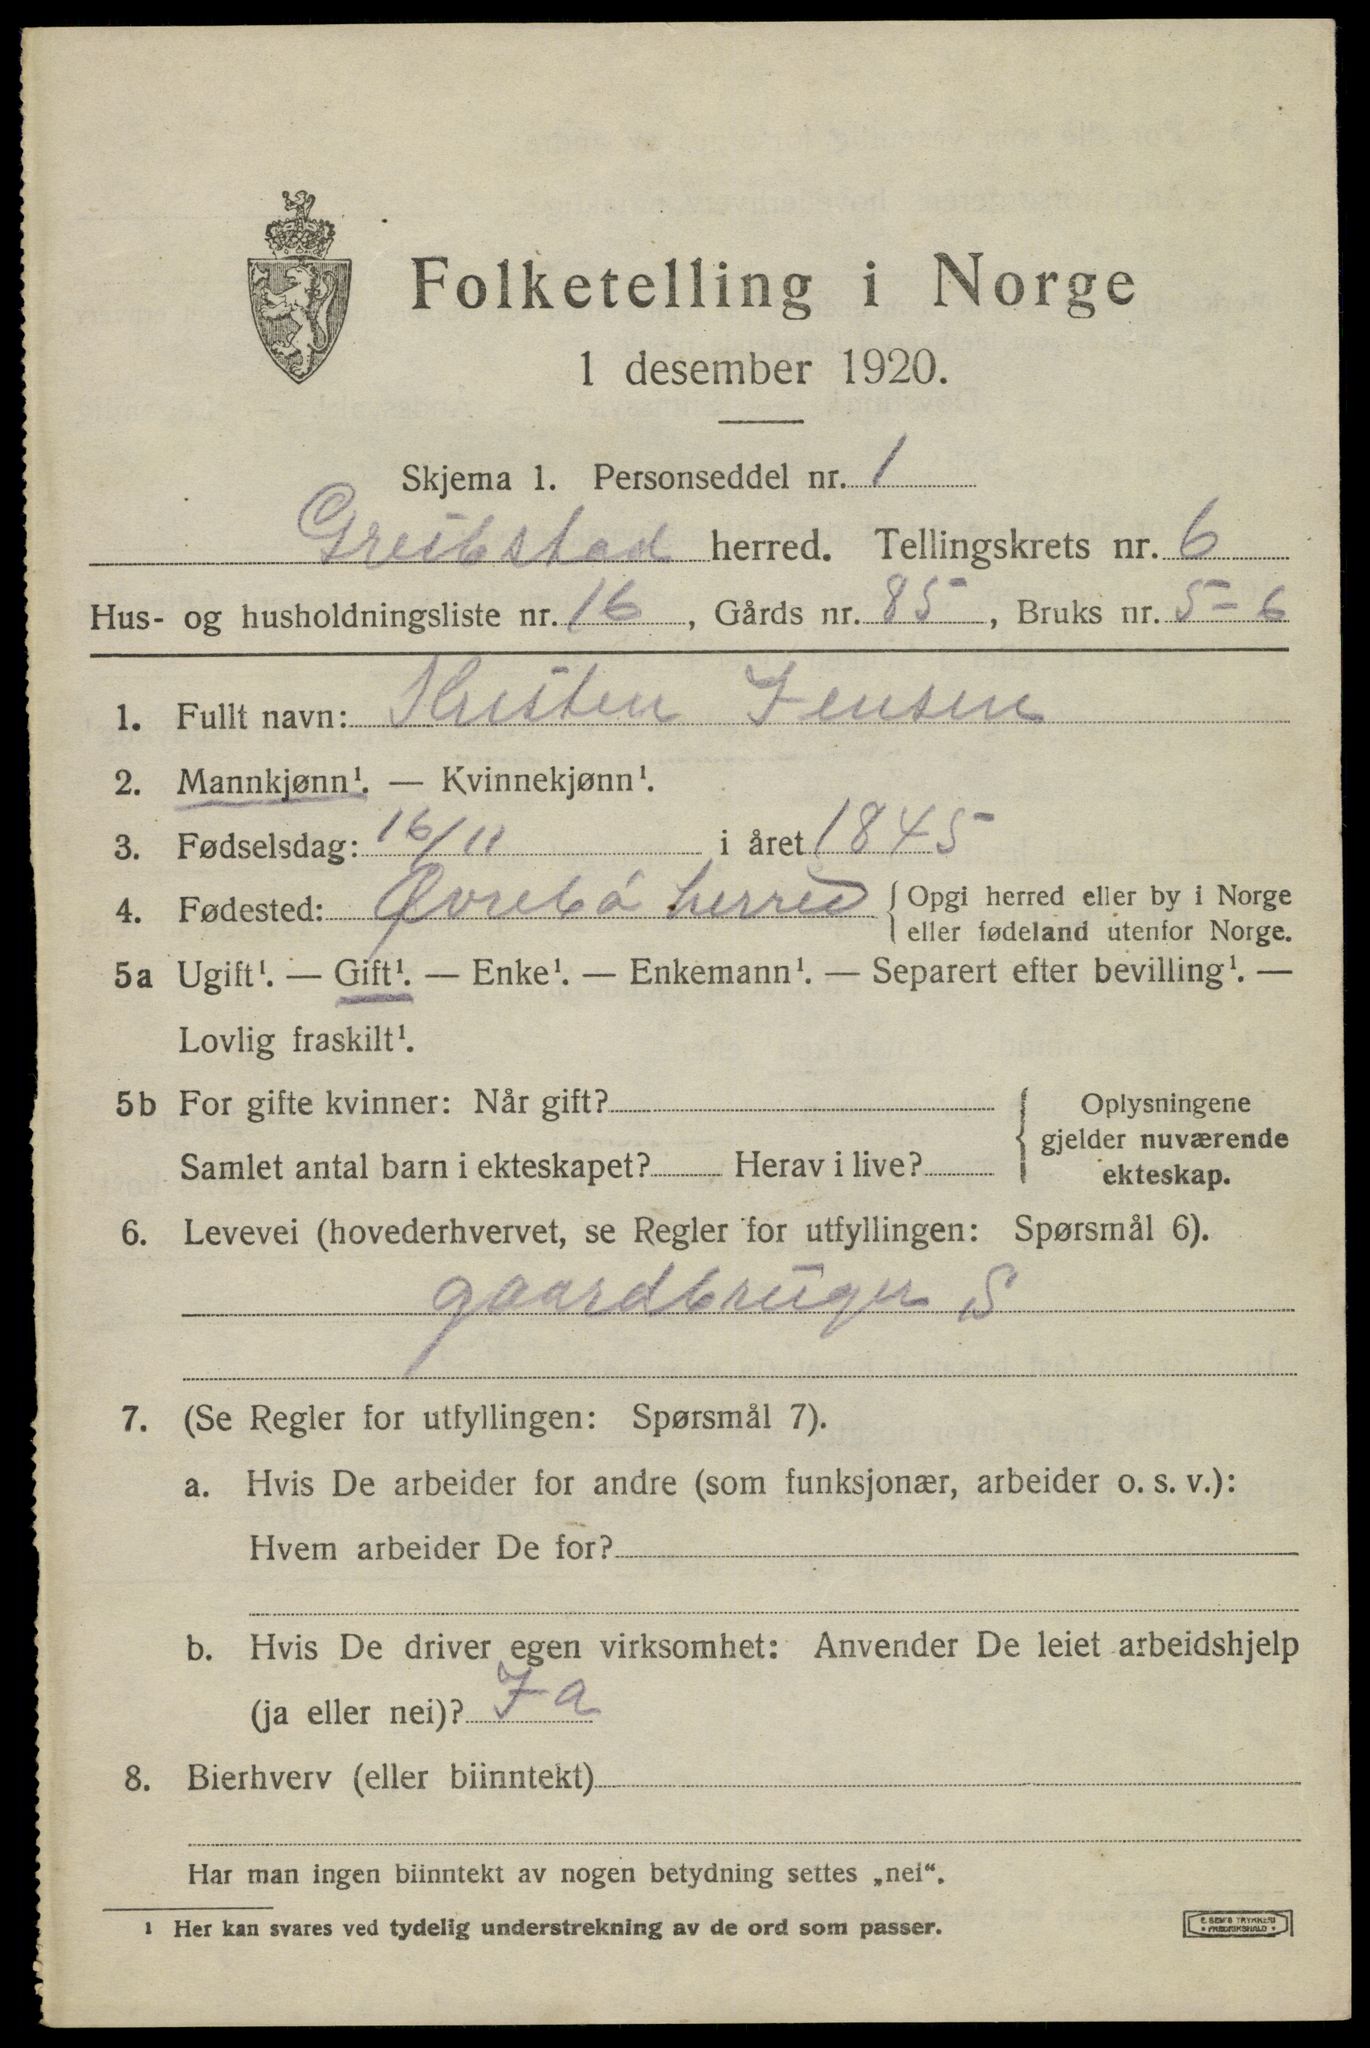 Folketelling i Norge
1 desember 1920.
Skjema 1. Personseddel nr. 1
Greibstad herred. Tellingskrets nr. 6
Hus- og husholdningsliste nr. 16, Gårds nr. 85, Bruks nr. 5-6
1. Fullt navn: Kristen Jensen
2. Mannkjønn¹. — Kvinnekjønn¹.
3. Fødselsdag: 16/11 i året 1845
4. Fødested: Øvrebö herred { Opgi herred eller by i Norge
eller fødeland utenfor Norge.
5a Ugift¹. — Gift¹. — Enke¹. — Enkemann¹. — Separert efter bevilling¹. —
Lovlig fraskilt¹.
5b For gifte kvinner: Når gift?
Samlet antal barn i ekteskapet? Herav i live?
{ Oplysningene
gjelder nuværende
ekteskap.
6. Levevei (hovederhvervet, se Regler for utfyllingen: Spørsmål 6).
gaardbruger S
7. (Se Regler for utfyllingen: Spørsmål 7).
a. Hvis De arbeider for andre (som funksjonær, arbeider o. s. v.):
Hvem arbeider De for?
b. Hvis De driver egen virksomhet: Anvender De leiet arbeidshjelp
(ja eller nei)? Ja
8. Bierhverv (eller biinntekt)
Har man ingen biinntekt av nogen betydning settes „nei“.
¹ Her kan svares ved tydelig understrekning av de ord som passer.
E. SEM'S TRYKKERI
FREDRIKSHALD